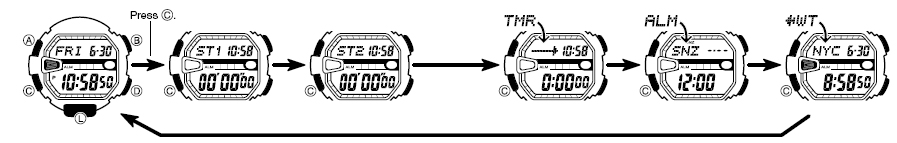 Press Ⓒ.
TMR
ALM
*WT
Ⓐ
Ⓑ
FRI 6-30
P 10:58 50
Ⓒ
Ⓓ
Ⓛ
ST1 10:58
00'00'00
Ⓒ
ST2 10:58
00'00'00
Ⓒ
10:58
0:00 00
Ⓒ
SNZ ----
12:00
Ⓒ
NYC 6-30
8:58 50
Ⓒ